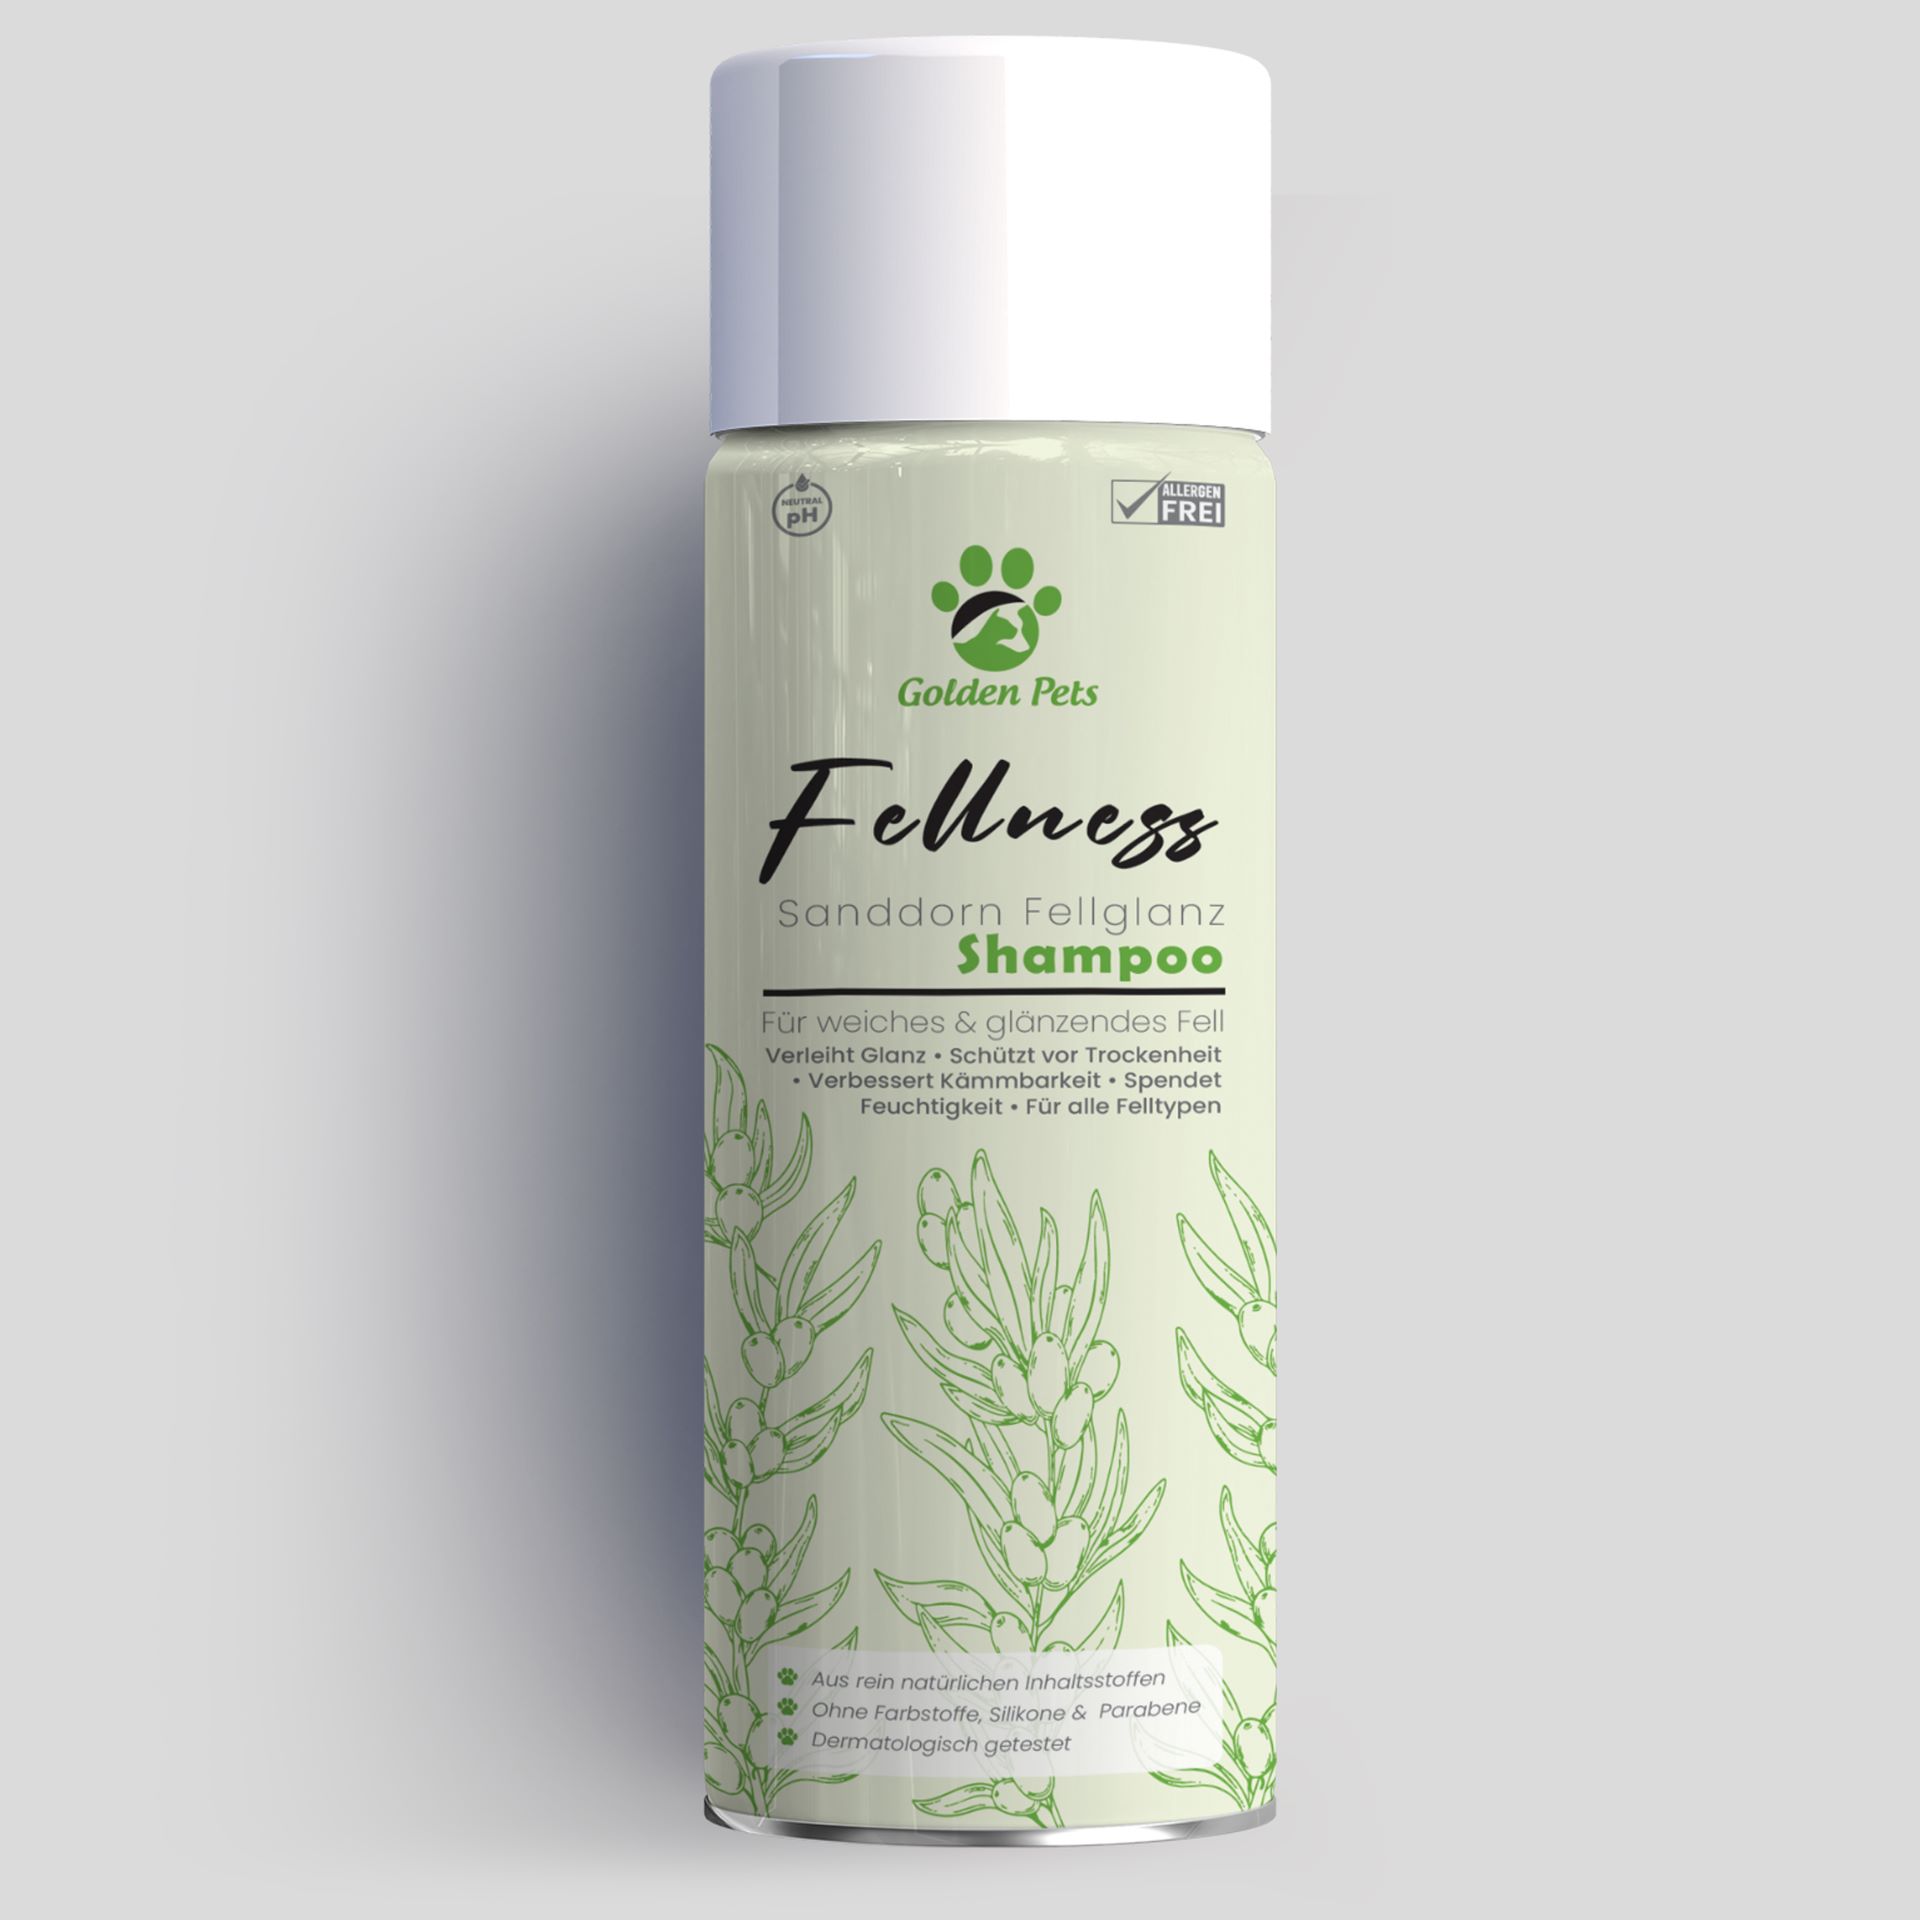 NEUTRAL
pH
ALLERGEN
FREI
Golden Pets
Fellness
Sanddorn Fellglanz
Shampoo
Für weiches & glänzendes Fell
Verleiht Glanz • Schützt vor Trockenheit
• Verbessert Kämmbarkeit • Spendet
Feuchtigkeit • Für alle Felltypen
Aus rein natürlichen Inhaltsstoffen
Ohne Farbstoffe, Silikone & Parabene
Dermatologisch getestet